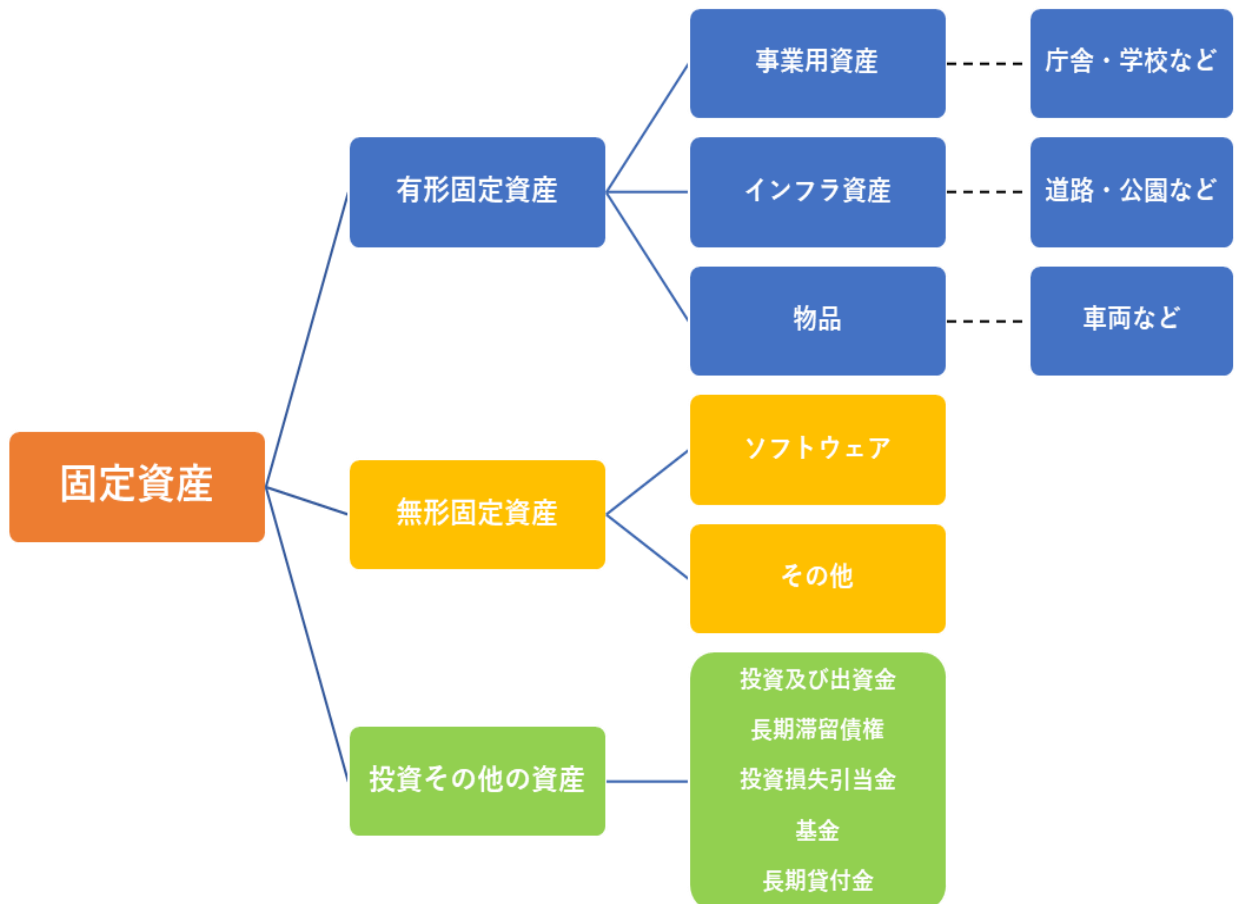 固定資産
有形固定資産
事業用資産
庁舎・学校など
インフラ資産
道路・公園など
物品
車両など
無形固定資産
ソフトウェア
その他
投資その他の資産
投資及び出資金
長期滞留債権
投資損失引当金
基金
長期貸付金